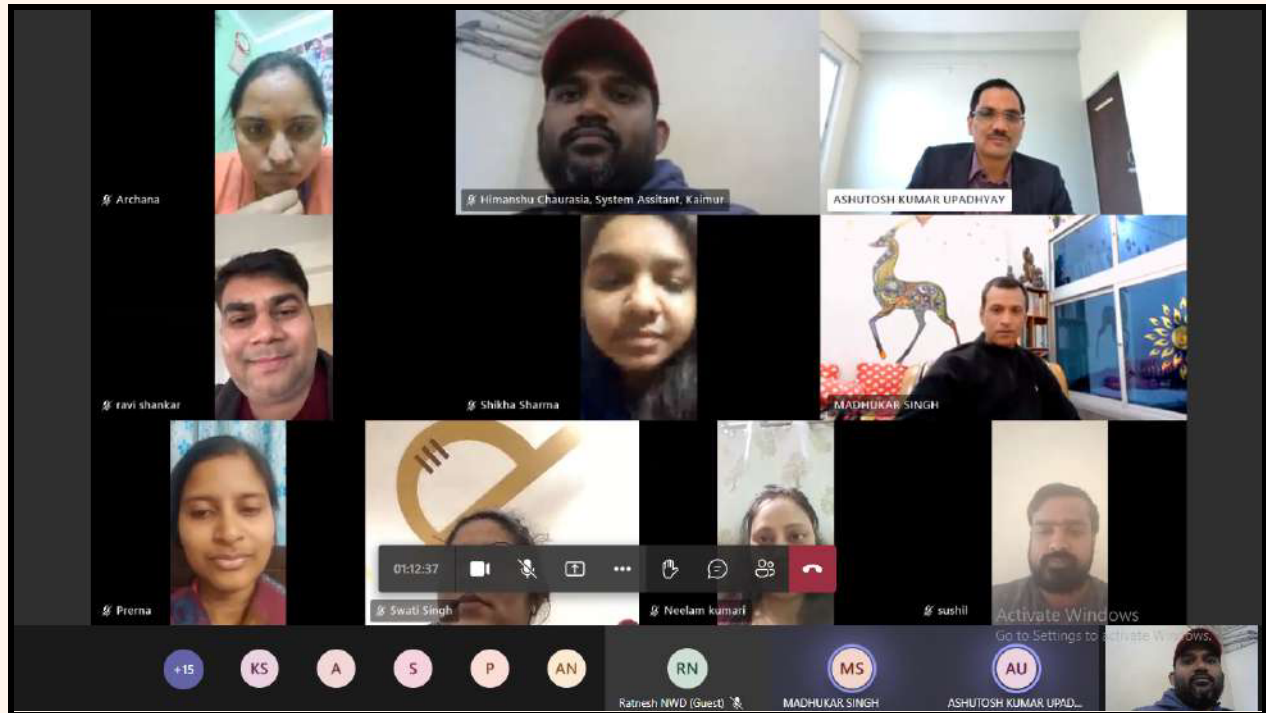 Archana
Himanshu Chaurasia, System Assitant, Kaimur
ASHUTOSH KUMAR UPADHYAY
ravi shankar
Shikha Sharma
MADHUKAR SINGH
01:12:37
Prerna
Swati Singh
Neelam kumari
sushil
Activate Windows
Go to Settings to activate Windows.
+15
KS
A
S
P
AN
RN
MS
AU
Ratnesh NWD (Guest)
MADHUKAR SINGH
ASHUTOSH KUMAR UPAD...